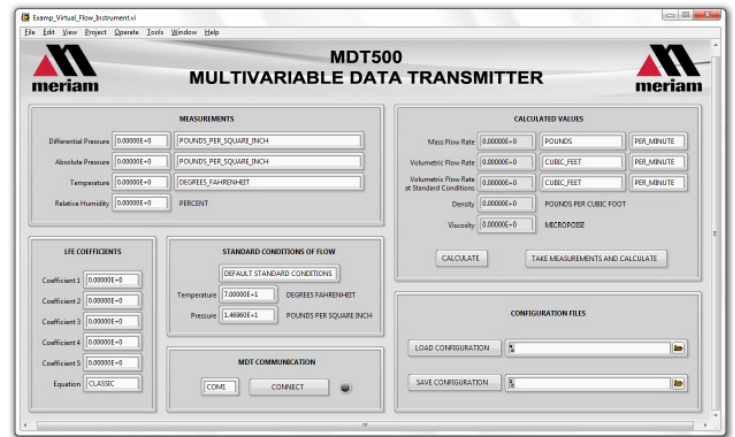 Examp_Virtual_Flow_Instrument.vi
File Edit View Project Operate Tools Window Help
meriam
MDT500
MULTIVARIABLE DATA TRANSMITTER
meriam
MEASUREMENTS
Differential Pressure 0.00000E+0 POUNDS_PER_SQUARE_INCH
Absolute Pressure 0.00000E+0 POUNDS_PER_SQUARE_INCH
Temperature 0.00000E+0 DEGREES_FAHRENHEIT
Relative Humidity 0.00000E+0 PERCENT
CALCULATED VALUES
Mass Flow Rate 0.00000E+0 POUNDS PER_MINUTE
Volumetric Flow Rate 0.00000E+0 CUBIC_FEET PER_MINUTE
Volumetric Flow Rate
at Standard Conditions 0.00000E+0 CUBIC_FEET PER_MINUTE
Density 0.00000E+0 POUNDS PER CUBIC FOOT
Viscosity 0.00000E+0 MICROPOISE
CALCULATE TAKE MEASUREMENTS AND CALCULATE
LFE COEFFICIENTS
Coefficient 1 0.00000E+0
Coefficient 2 0.00000E+0
Coefficient 3 0.00000E+0
Coefficient 4 0.00000E+0
Coefficient 5 0.00000E+0
Equation CLASSIC
STANDARD CONDITIONS OF FLOW
DEFAULT STANDARD CONDITIONS
Temperature 7.00000E+1 DEGREES FAHRENHEIT
Pressure 1.46960E+1 POUNDS PER SQUARE INCH
MDT COMMUNICATION
COM1 CONNECT
CONFIGURATION FILES
LOAD CONFIGURATION
SAVE CONFIGURATION